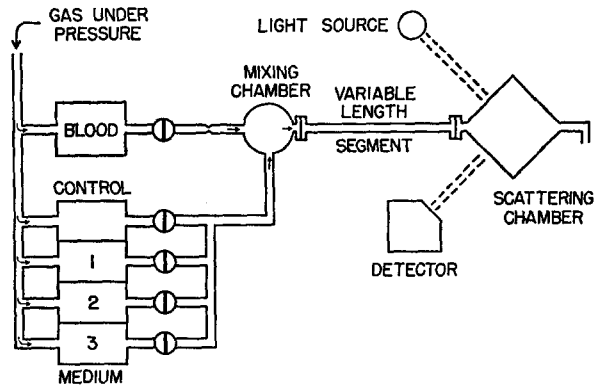 GAS UNDER
PRESSURE
LIGHT SOURCE
MIXING
CHAMBER
VARIABLE
LENGTH
SEGMENT
BLOOD
SCATTERING
CHAMBER
CONTROL
1
2
3
MEDIUM
DETECTOR